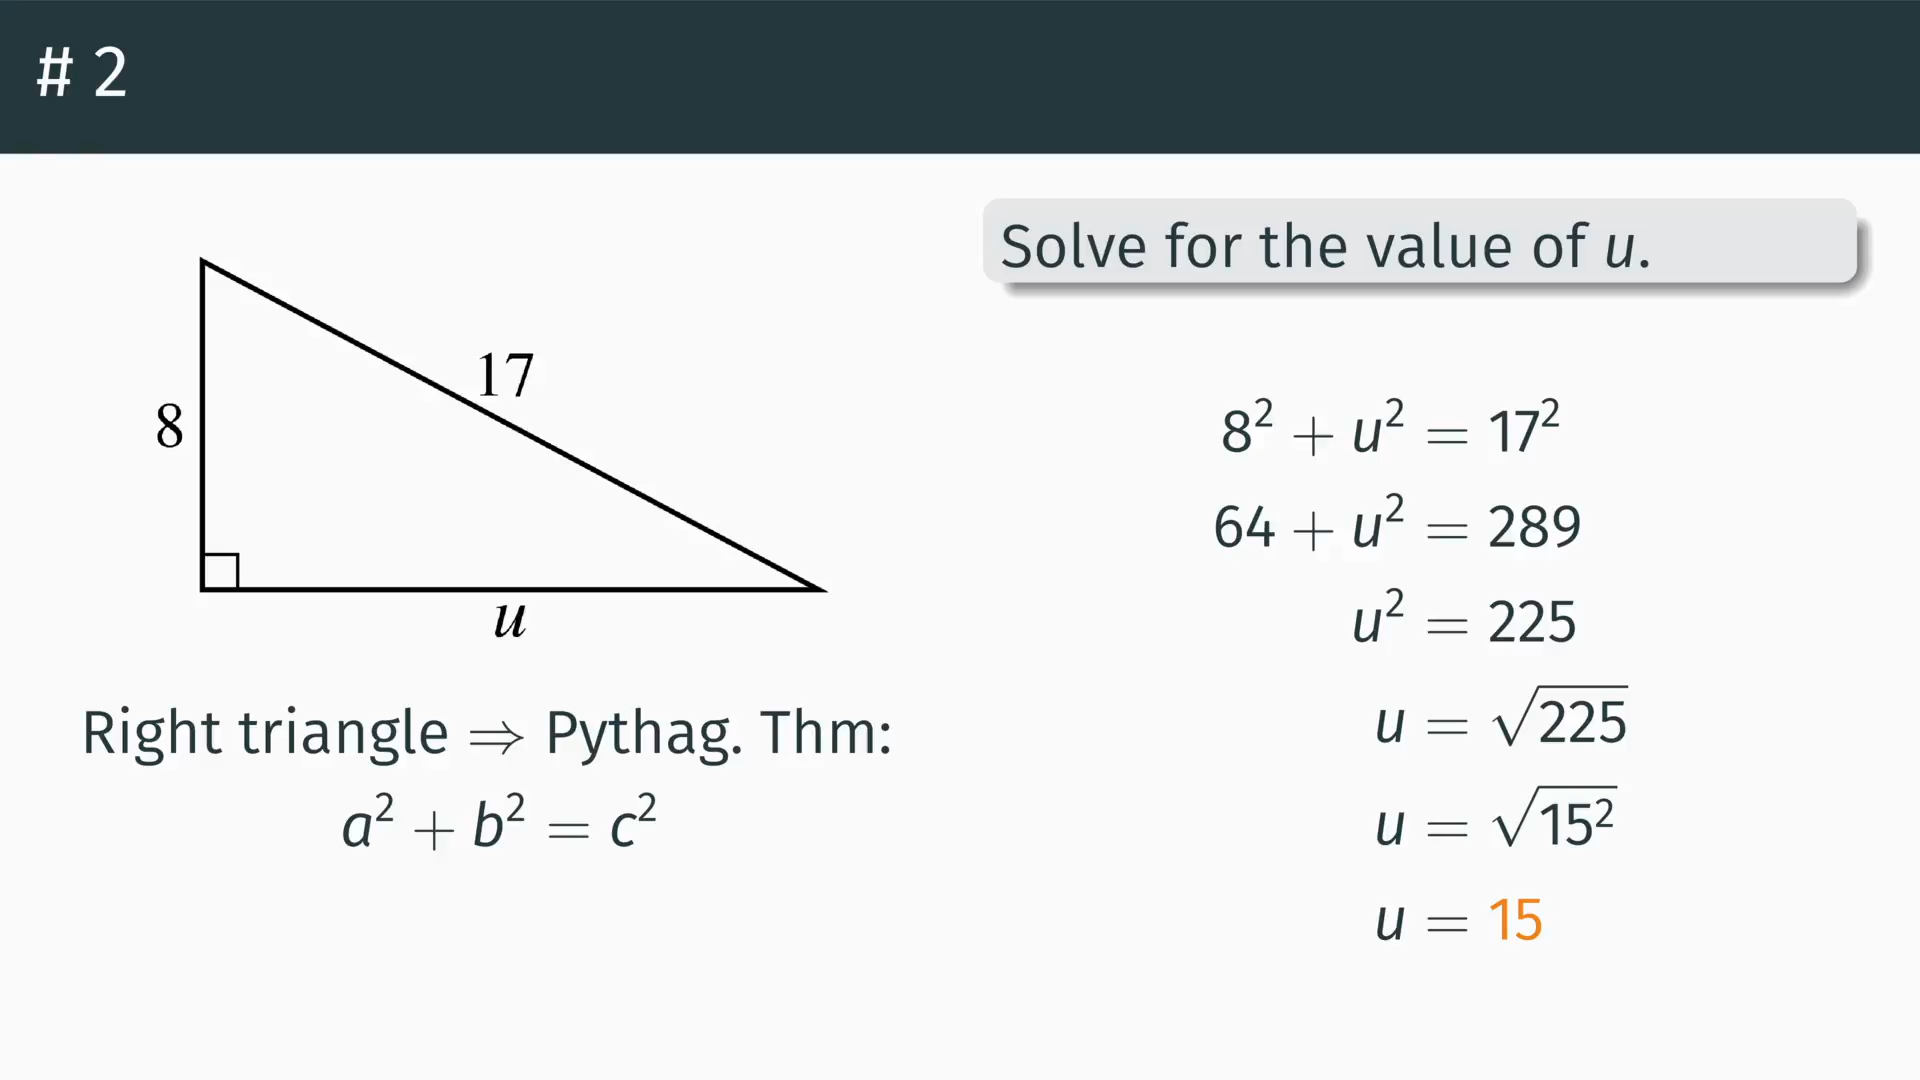 # 2
Solve for the value of u.
17
8
u
Right triangle ⇒ Pythag. Thm:
a² + b² = c²
8² + u² = 17²
64 + u² = 289
u² = 225
u = √225
u = √15²
u = 15